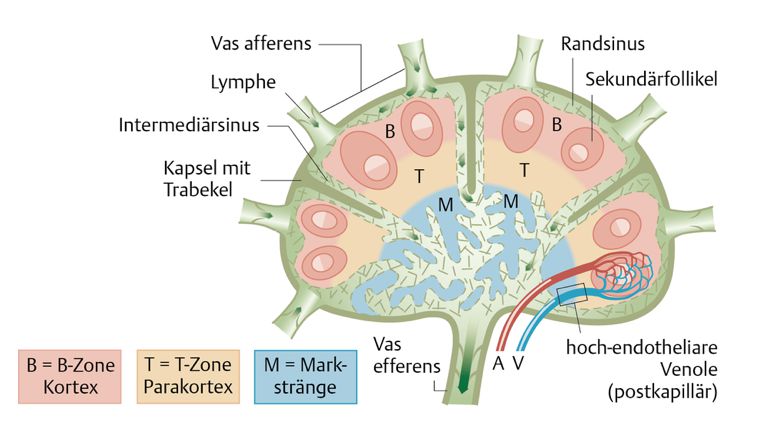 Vas afferens
Randsinus
Lymphe
Sekundärfollikel
Intermediärsinus
B
B
Kapsel mit
Trabekel
T
T
M
M
Vas
efferens
A V
hoch-endotheliare
Venole
(postkapillär)
B = B-Zone
Kortex
T = T-Zone
Parakortex
M = Mark-
stränge